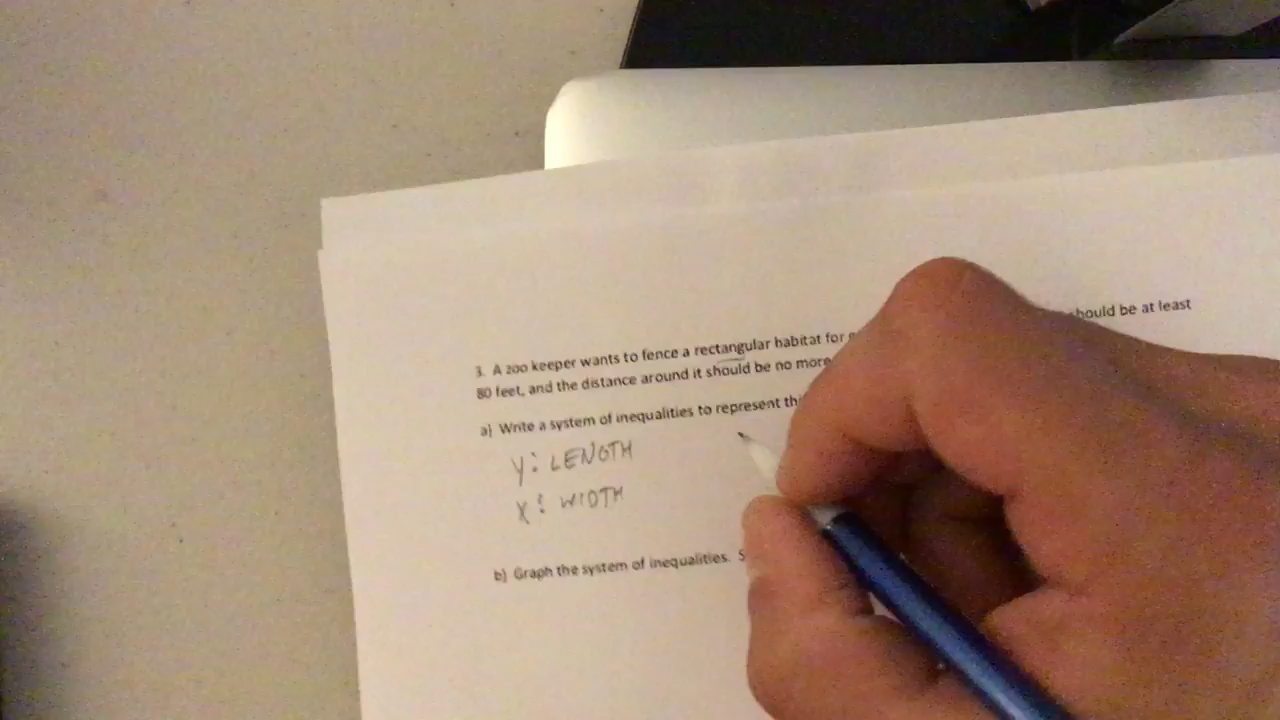 3. A zoo keeper wants to fence a rectangular habitat for should be at least
80 feet, and the distance around it should be no more
a) Write a system of inequalities to represent
y: LENGTH
x: WIDTH
b) Graph the system of inequalities.